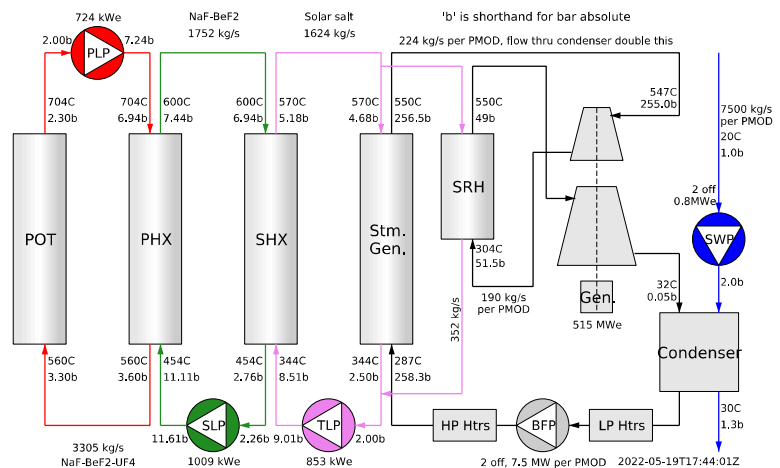 724 kWe
NaF-BeF2
1752 kg/s
Solar salt
1624 kg/s
'b' is shorthand for bar absolute
224 kg/s per PMOD, flow thru condenser double this
2.00b
PLP
7.24b
704C
2.30b
704C
6.94b
600C
7.44b
600C
6.94b
570C
5.18b
570C
4.68b
550C
256.5b
550C
49b
547C
255.0b
7500 kg/s
per PMOD
20C
1.0b
POT
PHX
SHX
Stm.
Gen.
SRH
2 off
0.8MWe
SWP
2.0b
304C
51.5b
190 kg/s
per PMOD
352 kg/s
Gen.
515 MWe
32C
0.05b
Condenser
560C
3.30b
560C
3.60b
454C
11.11b
454C
2.76b
344C
8.51b
344C
2.50b
287C
258.3b
30C
1.3b
11.61b
SLP
2.26b
9.01b
TLP
2.00b
HP Htrs
BFP
LP Htrs
3305 kg/s
NaF-BeF2-UF4
1009 kWe
853 kWe
2 off, 7.5 MW per PMOD
2022-05-19T17:44:01Z